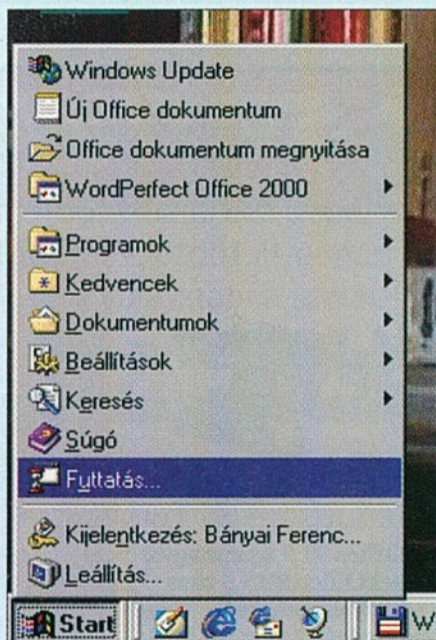 Windows Update
Új Office dokumentum
Office dokumentum megnyitása
WordPerfect Office 2000
Programok
Kedvencek
Dokumentumok
Beállítások
Keresés
Súgó
Futtatás...
Kijelentkezés: Bányai Ferenc...
Leállítás...
Start
W